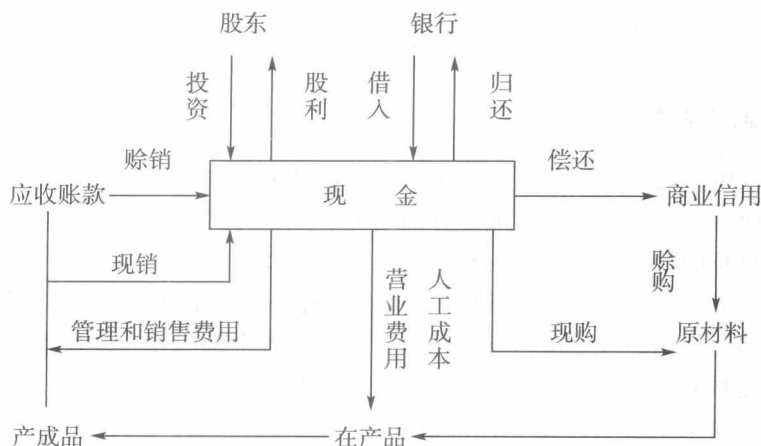 股东
银行
投资
股利
借入
归还
赊销
偿还
应收账款
现 金
商业信用
现销
赊购
营业费用
人工成本
管理和销售费用
现购
原材料
产成品
在产品